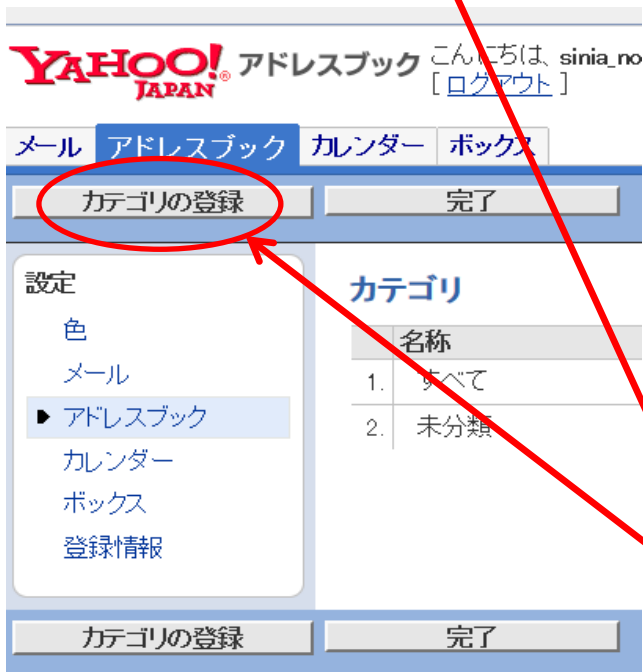 YAHOO! JAPAN アドレスブック こんにちは、sinia_no
[ログアウト]
メール アドレスブック カレンダー ボックス
カテゴリの登録 完了
設定
色
メール
アドレスブック
カレンダー
ボックス
登録情報
カテゴリ
名称
1. すべて
2. 未分類
カテゴリの登録 完了